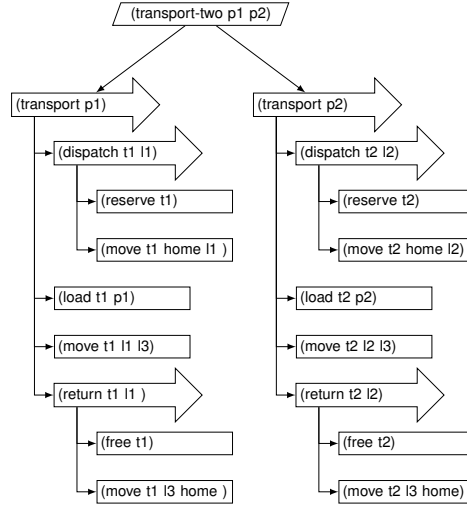 (transport-two p1 p2)
(transport p1)
(dispatch t1 l1)
(reserve t1)
(move t1 home l1 )
(load t1 p1)
(move t1 l1 l3)
(return t1 l1 )
(free t1)
(move t1 l3 home )
(transport p2)
(dispatch t2 l2)
(reserve t2)
(move t2 home l2)
(load t2 p2)
(move t2 l2 l3)
(return t2 l2)
(free t2)
(move t2 l3 home)